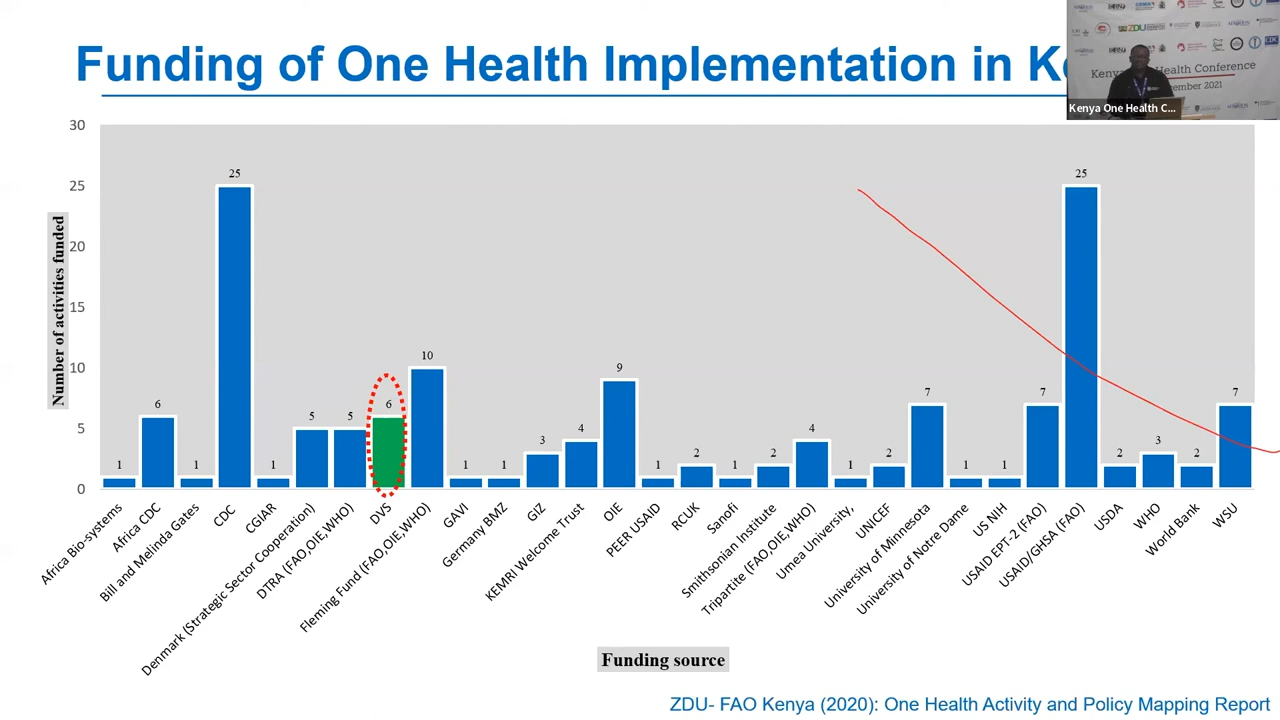 Funding of One Health Implementation in K
Kenya
Health Conference
ember 2021
Kenya One Health C...
Number of activities funded
30
25
20
15
10
5
0
1
6
1
25
1
5
5
6
10
1
1
3
4
9
1
2
1
2
4
1
2
7
1
1
7
25
2
3
2
7
Africa Bio-systems
Africa CDC
Bill and Melinda Gates
CDC
CGIAR
Denmark (Strategic Sector Cooperation)
DTRA (FAO,OIE,WHO)
DVS
Fleming Fund (FAO,OIE,WHO)
GAVI
Germany BMZ
GIZ
KEMRI Welcome Trust
OIE
PEER USAID
RCUK
Sanofi
Smithsonian Institute
Tripartite (FAO,OIE,WHO)
Umea University,
UNICEF
University of Minnesota
University of Notre Dame
US NIH
USAID EPT-2 (FAO)
USAID/GHSA (FAO)
USDA
WHO
World Bank
WSU
Funding source
ZDU- FAO Kenya (2020): One Health Activity and Policy Mapping Report